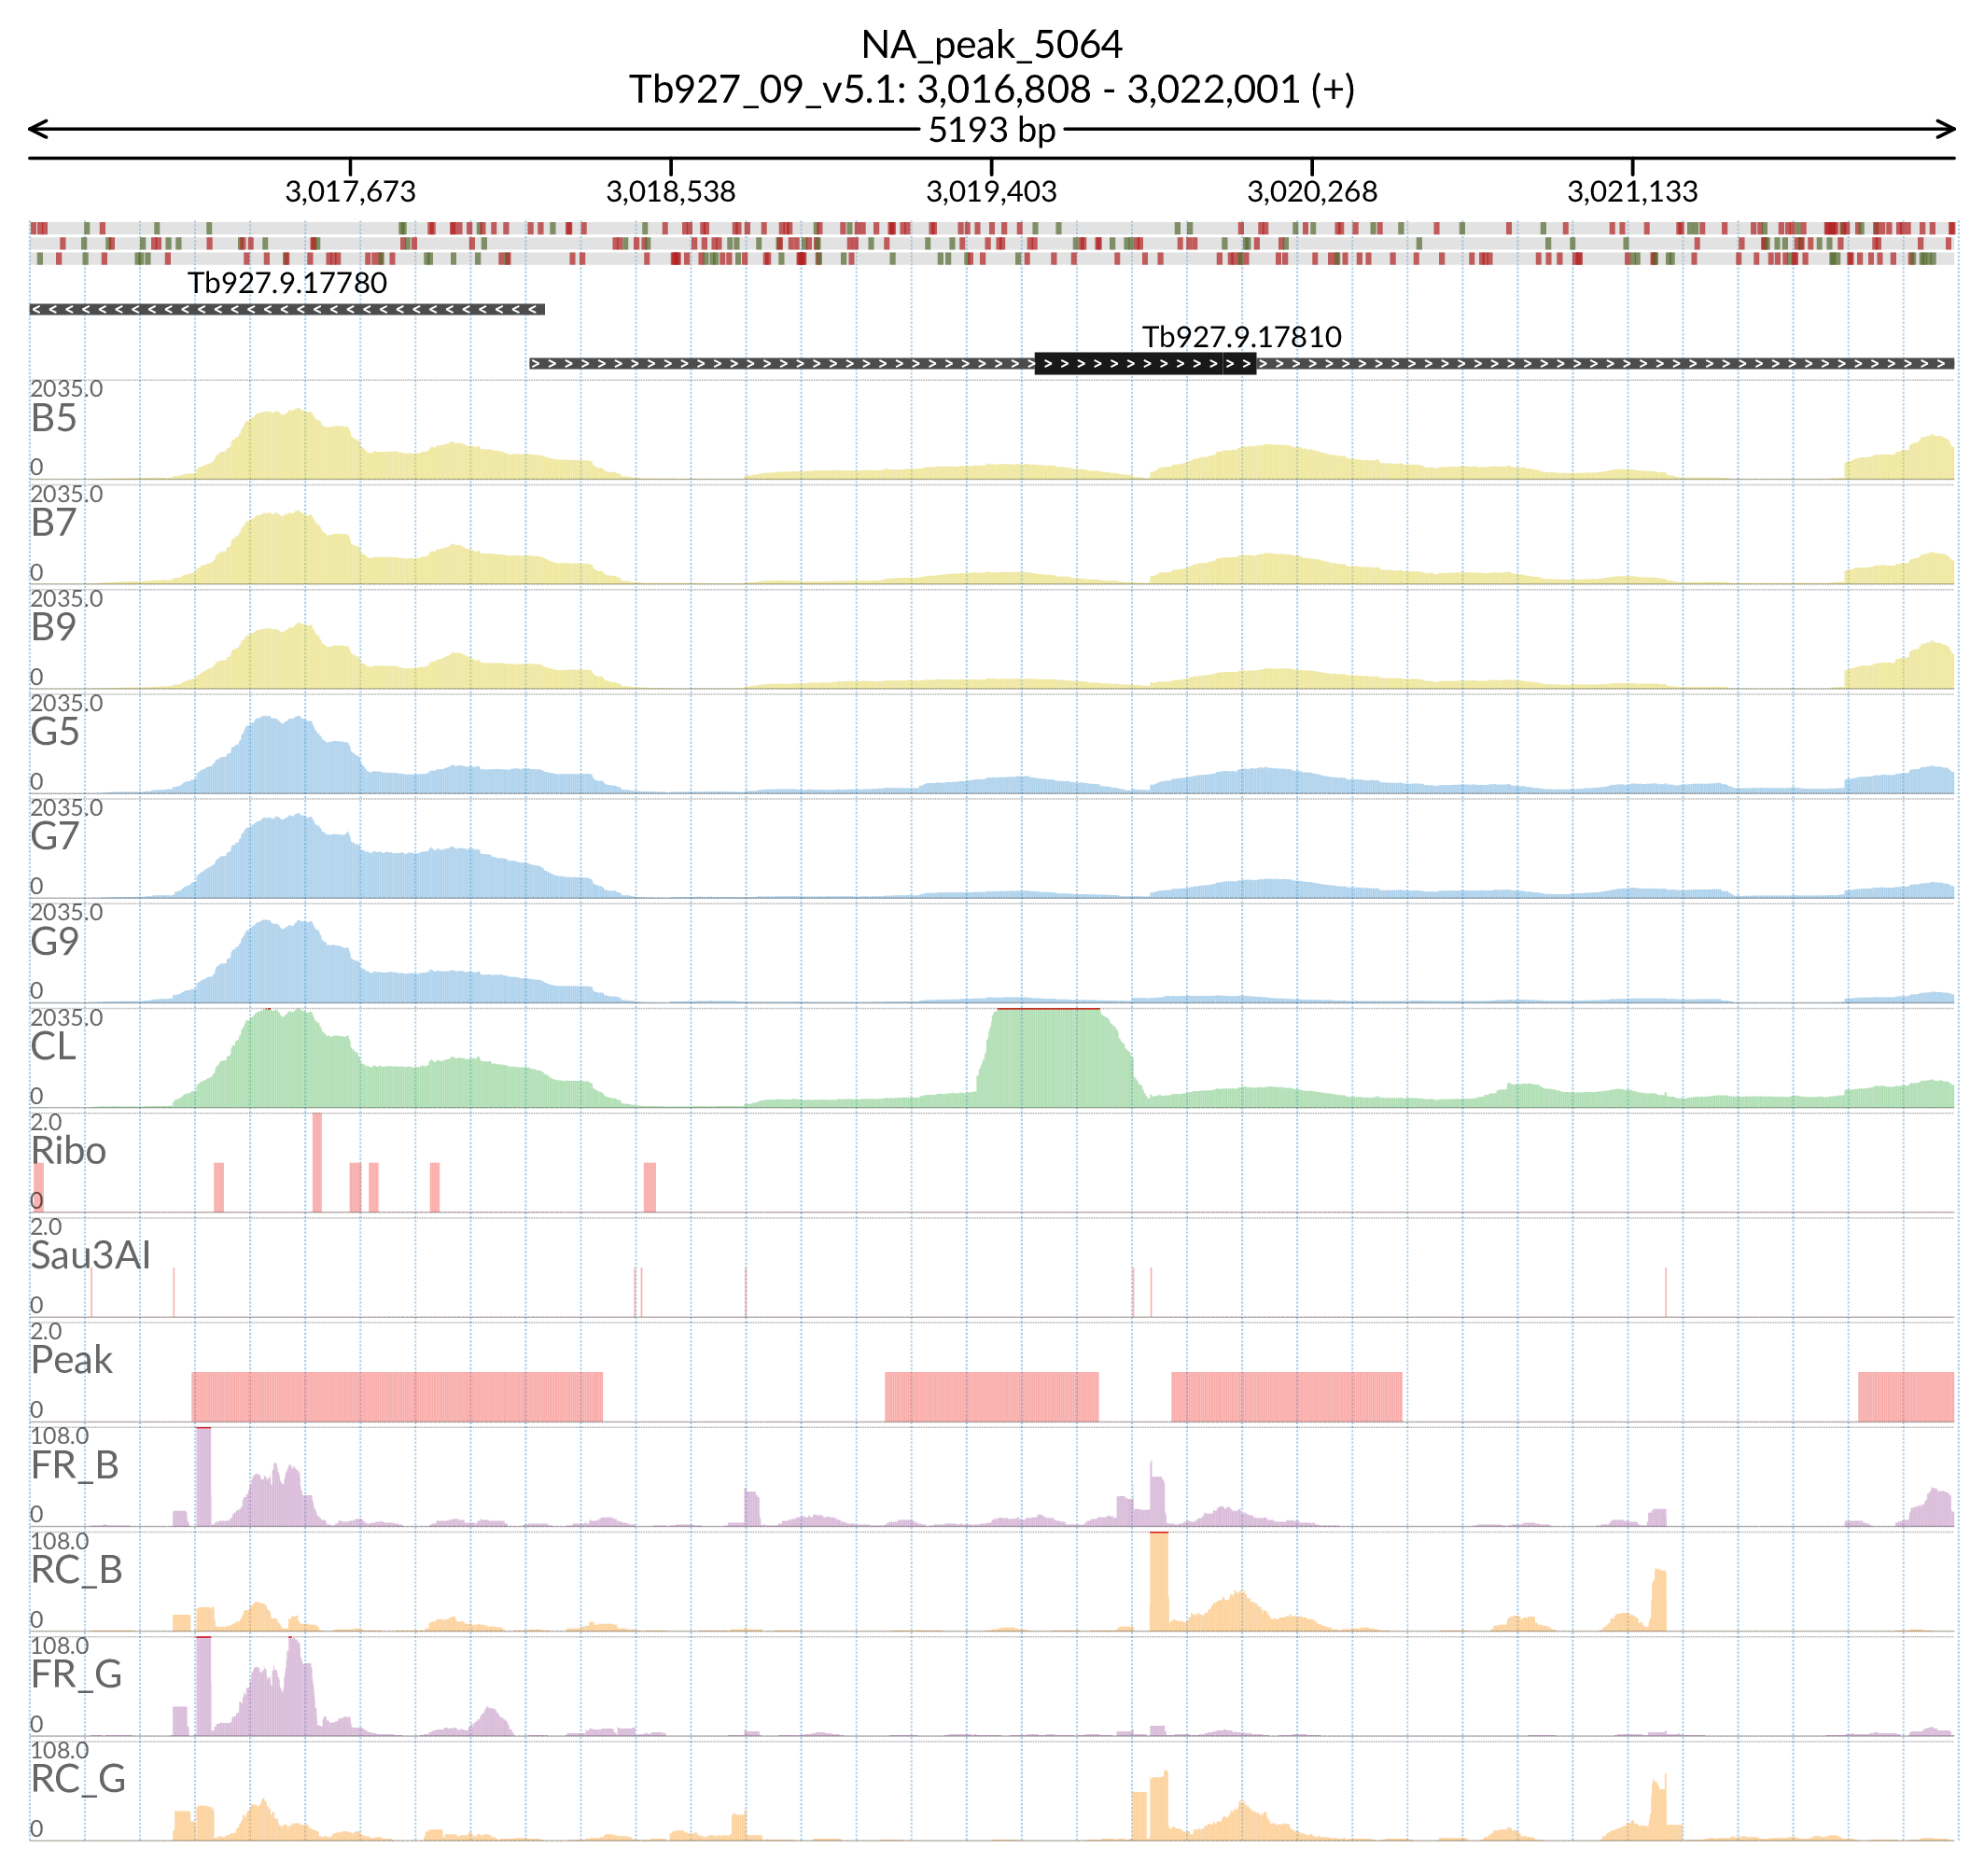 NA_peak_5064
Tb927_09_v5.1: 3,016,808 - 3,022,001 (+)
5193 bp
3,017,673 3,018,538 3,019,403 3,020,268 3,021,133
Tb927.9.17780
Tb927.9.17810
2035.0
B5
0
2035.0
B7
0
2035.0
B9
0
2035.0
G5
0
2035.0
G7
0
2035.0
G9
0
2035.0
CL
0
2.0
Ribo
0
2.0
Sau3AI
0
2.0
Peak
0
108.0
FR_B
0
108.0
RC_B
0
108.0
FR_G
0
108.0
RC_G
0